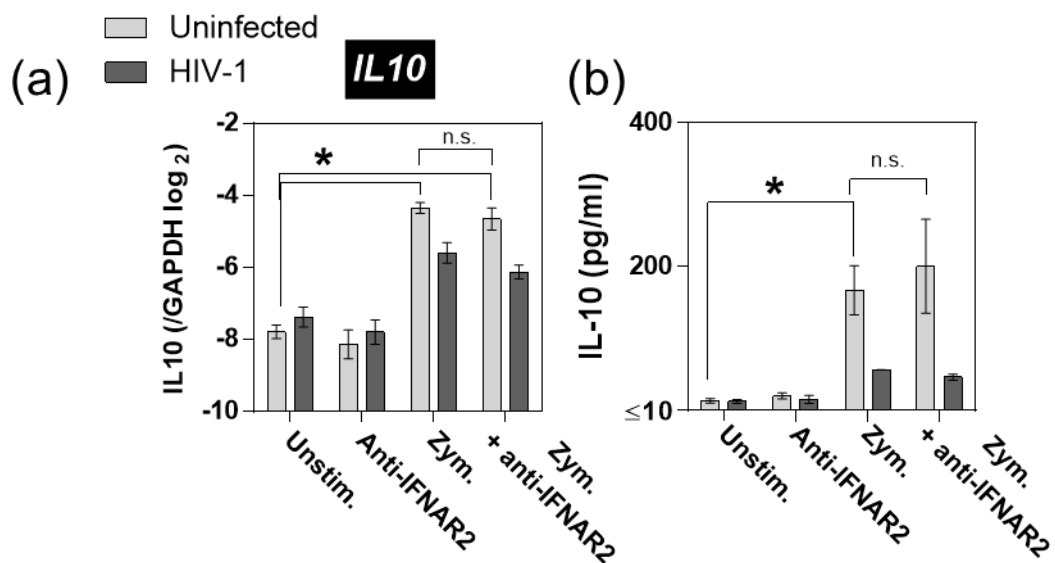 Uninfected
HIV-1
(a)
IL10
IL10 (/GAPDH log 2)
-2
-4
-6
-8
-10
*
n.s.
Unstim.
Anti-IFNAR2
Zym.
Zym.
+ anti-IFNAR2
(b)
IL-10 (pg/ml)
400
200
≤10
*
n.s.
Unstim.
Anti-IFNAR2
Zym.
Zym.
+ anti-IFNAR2